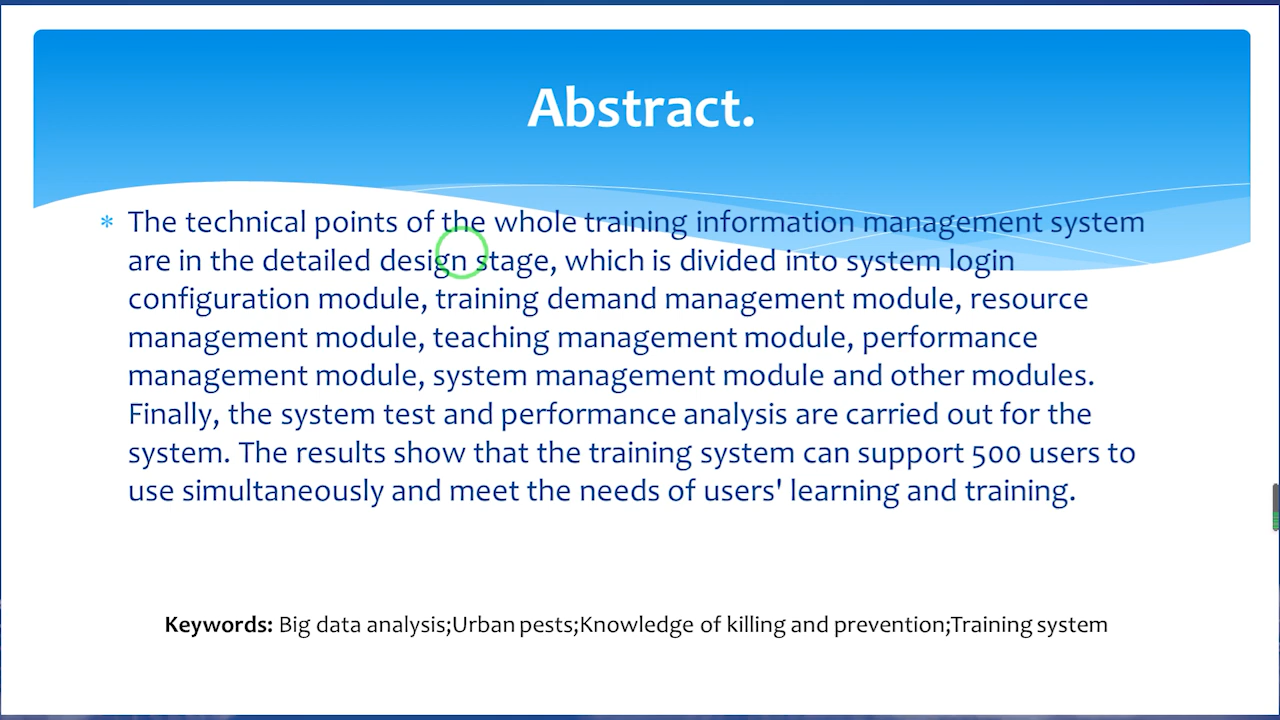 Abstract.
* The technical points of the whole training information management system
are in the detailed design stage, which is divided into system login
configuration module, training demand management module, resource
management module, teaching management module, performance
management module, system management module and other modules.
Finally, the system test and performance analysis are carried out for the
system. The results show that the training system can support 500 users to
use simultaneously and meet the needs of users' learning and training.
Keywords: Big data analysis;Urban pests;Knowledge of killing and prevention;Training system